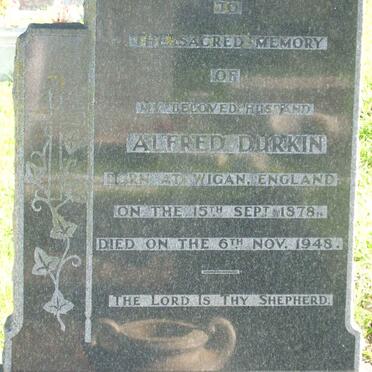 TO
THE SACRED MEMORY
OF
MY BELOVED HUSBAND
ALFRED DURKIN
BORN AT WIGAN, ENGLAND
ON THE 15TH SEPT. 1878.
DIED ON THE 6TH NOV. 1948.
THE LORD IS THY SHEPHERD.